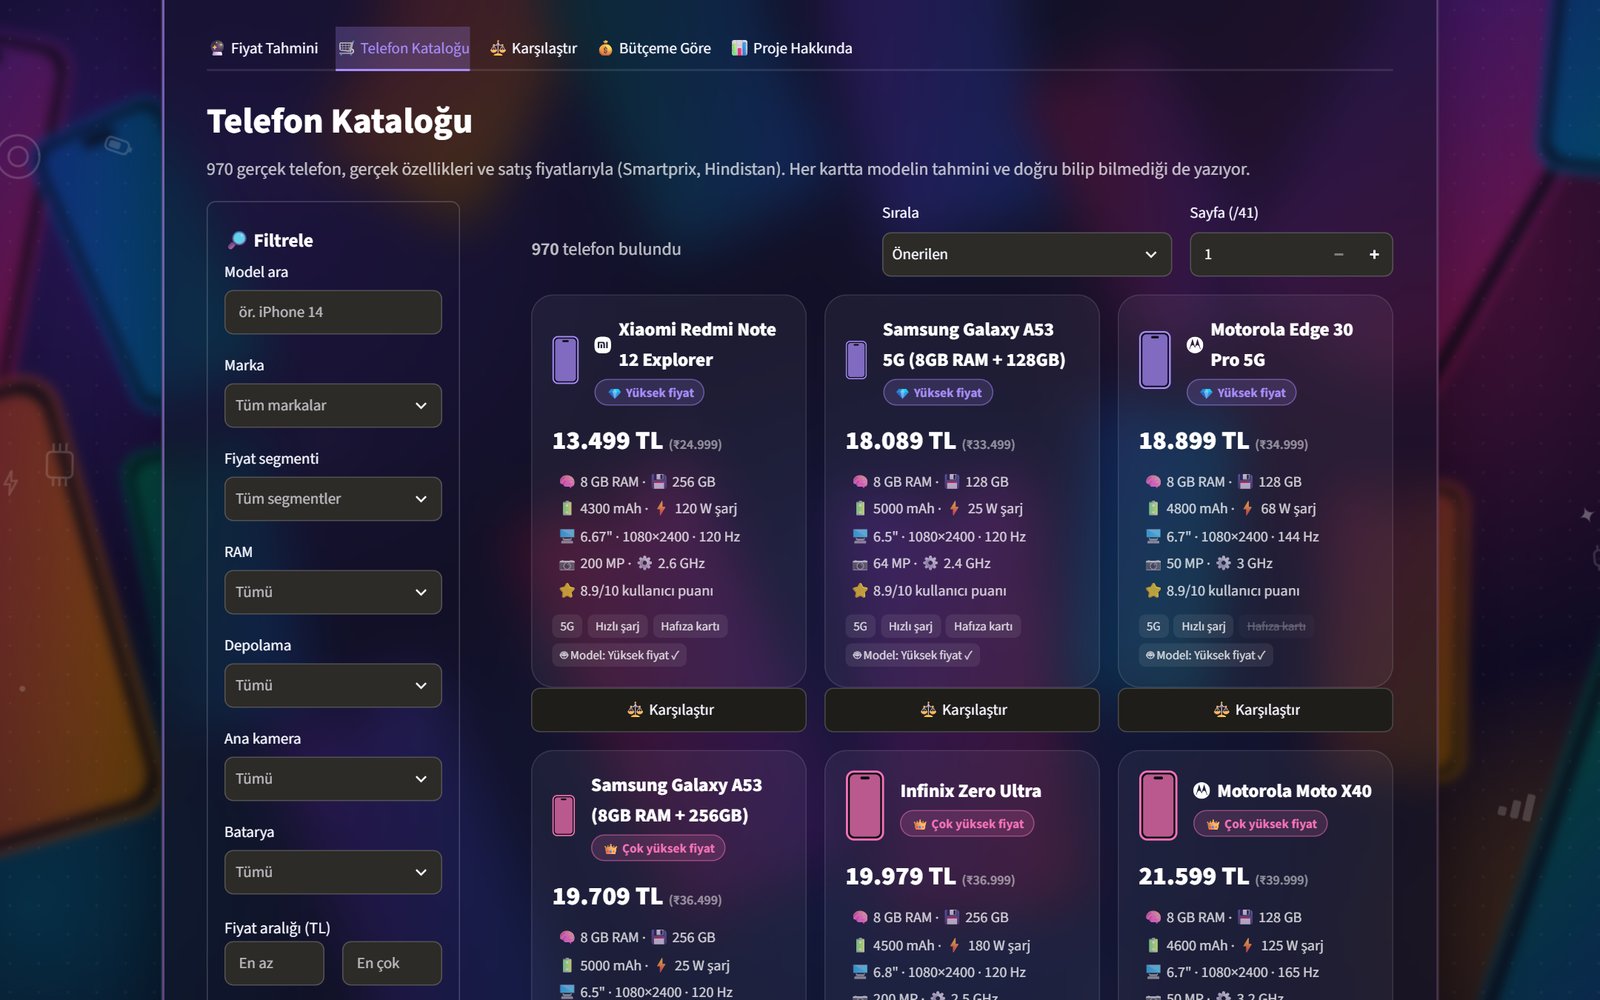 Fiyat Tahmini
Telefon Kataloğu
Karşılaştır
Bütçeme Göre
Proje Hakkında
Telefon Kataloğu
970 gerçek telefon, gerçek özellikleri ve satış fiyatlarıyla (Smartprix, Hindistan). Her kartta modelin tahmini ve doğru bilip bilmediği de yazıyor.
Filtrele
Model ara
ör. iPhone 14
Marka
Tüm markalar
Fiyat segmenti
Tüm segmentler
RAM
Tümü
Depolama
Tümü
Ana kamera
Tümü
Batarya
Tümü
Fiyat aralığı (TL)
En az
En çok
970 telefon bulundu
Sırala
Önerilen
Sayfa (/41)
1
Xiaomi Redmi Note
12 Explorer
Yüksek fiyat
13.499 TL (₹24.999)
8 GB RAM · 256 GB
4300 mAh · 120 W şarj
6.67" · 1080×2400 · 120 Hz
200 MP · 2.6 GHz
8.9/10 kullanıcı puanı
5G Hızlı şarj Hafıza kartı
Model: Yüksek fiyat ✓
Karşılaştır
Samsung Galaxy A53
5G (8GB RAM + 128GB)
Yüksek fiyat
18.089 TL (₹33.499)
8 GB RAM · 128 GB
5000 mAh · 25 W şarj
6.5" · 1080×2400 · 120 Hz
64 MP · 2.4 GHz
8.9/10 kullanıcı puanı
5G Hızlı şarj Hafıza kartı
Model: Yüksek fiyat ✓
Karşılaştır
Motorola Edge 30
Pro 5G
Yüksek fiyat
18.899 TL (₹34.999)
8 GB RAM · 128 GB
4800 mAh · 68 W şarj
6.7" · 1080×2400 · 144 Hz
50 MP · 3 GHz
8.9/10 kullanıcı puanı
5G Hızlı şarj Hafıza kartı
Model: Yüksek fiyat ✓
Karşılaştır
Samsung Galaxy A53
(8GB RAM + 256GB)
Çok yüksek fiyat
19.709 TL (₹36.499)
8 GB RAM · 256 GB
5000 mAh · 25 W şarj
6.5" · 1080×2400 · 120 Hz
Infinix Zero Ultra
Çok yüksek fiyat
19.979 TL (₹36.999)
8 GB RAM · 256 GB
4500 mAh · 180 W şarj
6.8" · 1080×2400 · 120 Hz
200 MP · 2.5 GHz
Motorola Moto X40
Çok yüksek fiyat
21.599 TL (₹39.999)
8 GB RAM · 128 GB
4600 mAh · 125 W şarj
6.7" · 1080×2400 · 165 Hz
50 MP · 3.2 GHz